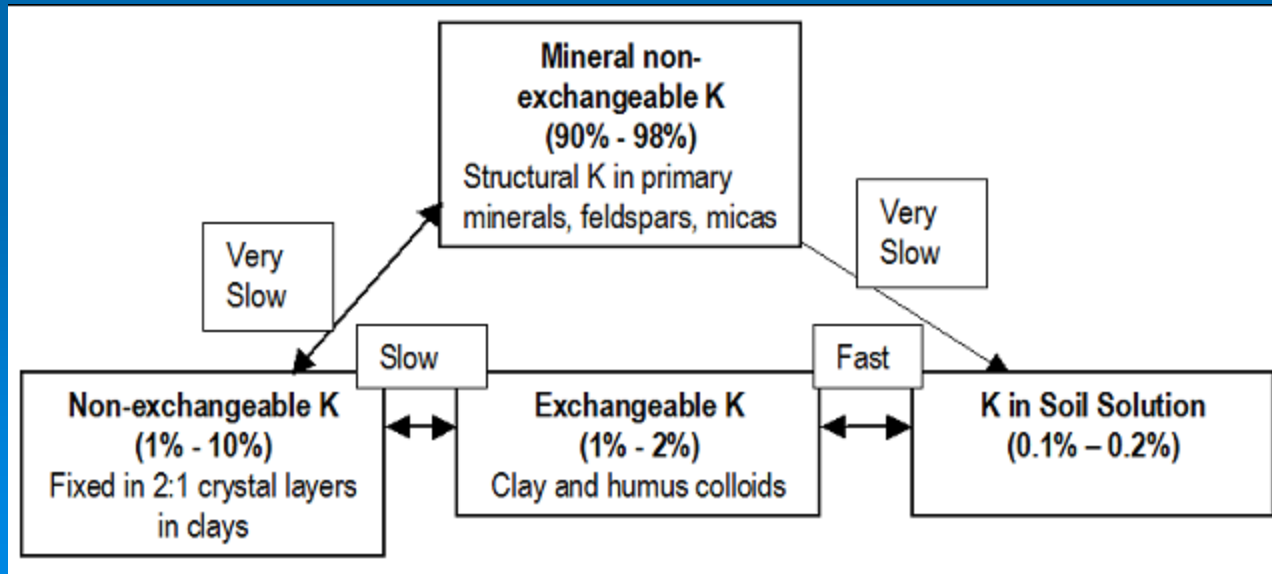 Mineral non-
exchangeable K
(90% - 98%)
Structural K in primary
minerals, feldspars, micas
Very
Slow
Very
Slow
Slow
Fast
Non-exchangeable K
(1% - 10%)
Fixed in 2:1 crystal layers
in clays
Exchangeable K
(1% - 2%)
Clay and humus colloids
K in Soil Solution
(0.1% – 0.2%)